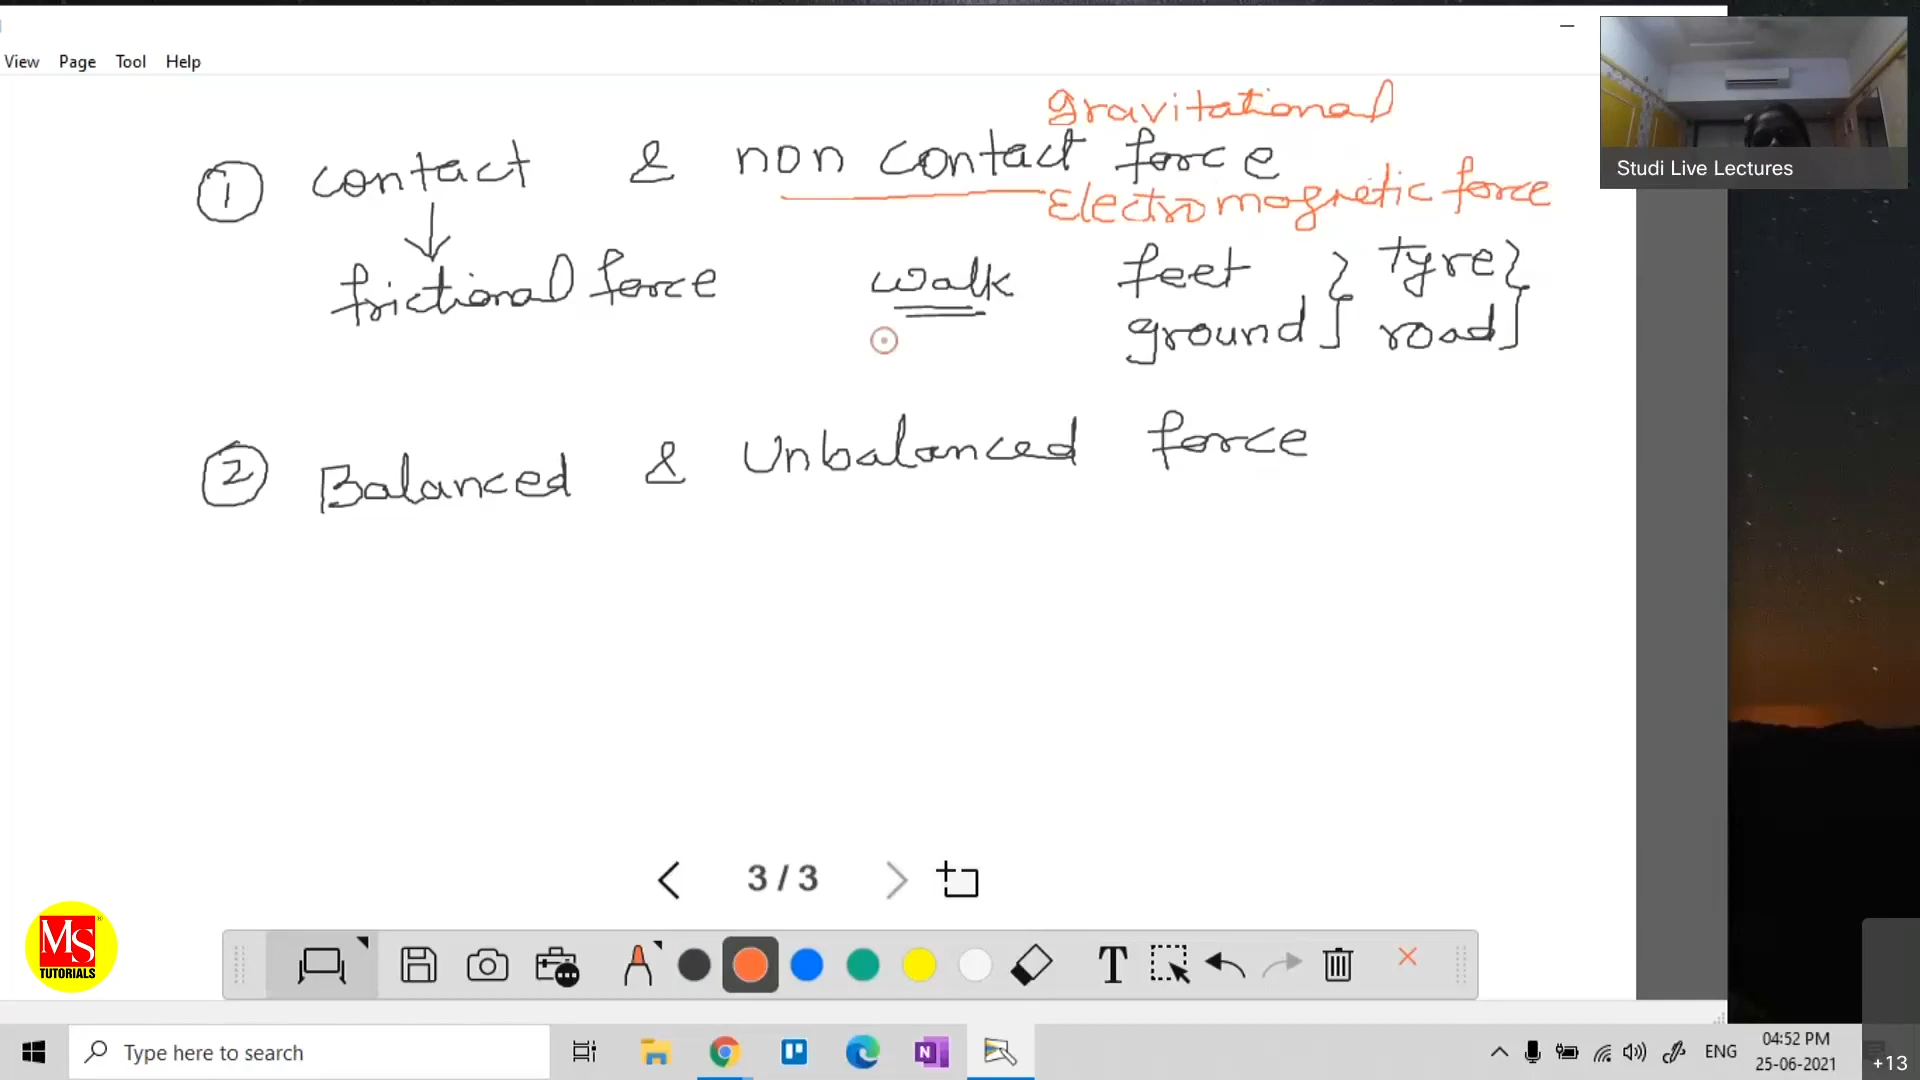 View Page Tool Help
Studi Live Lectures
gravitational
① contact & non contact force
Electromagnetic force
↓
frictional force walk feet } tyre }
ground ] road ]
② Balanced & Unbalanced force
3 / 3
MS
TUTORIALS
T
Type here to search
ENG
04:52 PM
25-06-2021
+13